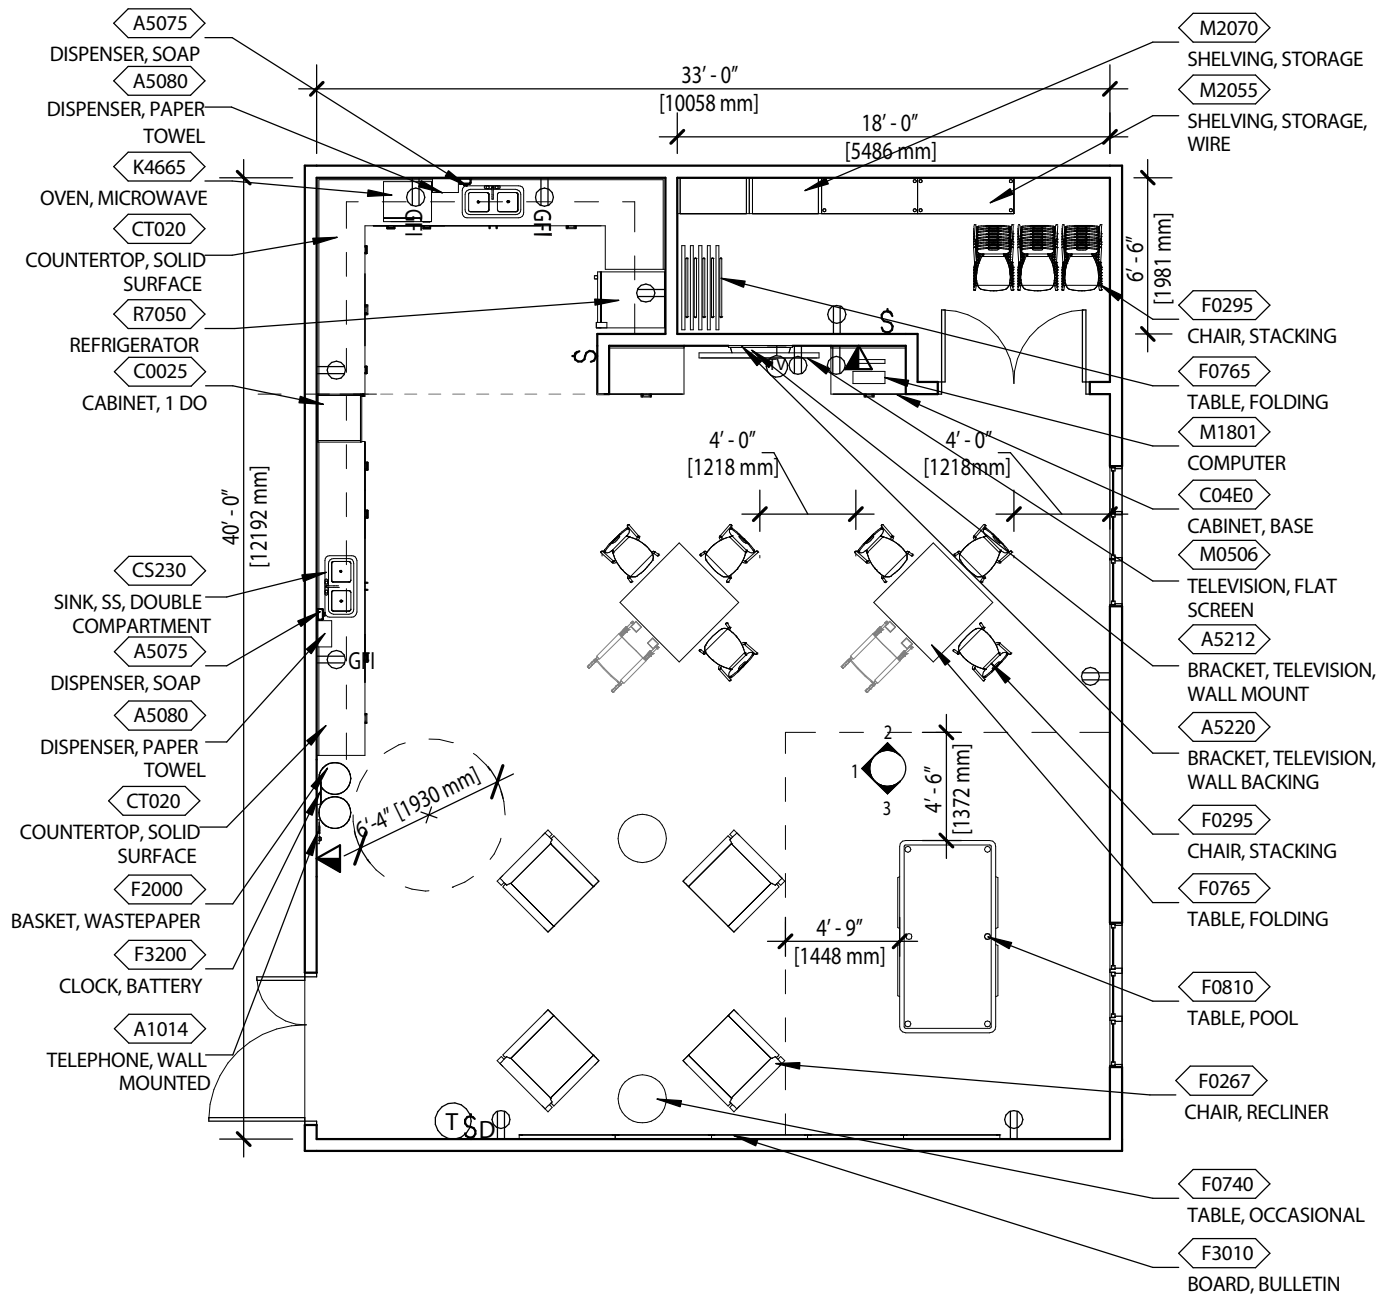 A5075
DISPENSER, SOAP
A5080
DISPENSER, PAPER
TOWEL
K4665
OVEN, MICROWAVE
CT020
COUNTERTOP, SOLID
SURFACE
R7050
REFRIGERATOR
C0025
CABINET, 1 DO
CS230
SINK, SS, DOUBLE
COMPARTMENT
A5075
DISPENSER, SOAP
A5080
DISPENSER, PAPER
TOWEL
CT020
COUNTERTOP, SOLID
SURFACE
F2000
BASKET, WASTEPAPER
F3200
CLOCK, BATTERY
A1014
TELEPHONE, WALL
MOUNTED
33' - 0"
[10058 mm]
18' - 0"
[5486 mm]
40' - 0"
[12192 mm]
6' - 6"
[1981 mm]
GFI
GFI
$
$
TV
4' - 0"
[1218 mm]
4' - 0"
[1218mm]
GFI
6'-4" [1930 mm]
2
1
3
4' - 6"
[1372 mm]
4' - 9"
[1448 mm]
T $D
M2070
SHELVING, STORAGE
M2055
SHELVING, STORAGE,
WIRE
F0295
CHAIR, STACKING
F0765
TABLE, FOLDING
M1801
COMPUTER
C04E0
CABINET, BASE
M0506
TELEVISION, FLAT
SCREEN
A5212
BRACKET, TELEVISION,
WALL MOUNT
A5220
BRACKET, TELEVISION,
WALL BACKING
F0295
CHAIR, STACKING
F0765
TABLE, FOLDING
F0810
TABLE, POOL
F0267
CHAIR, RECLINER
F0740
TABLE, OCCASIONAL
F3010
BOARD, BULLETIN